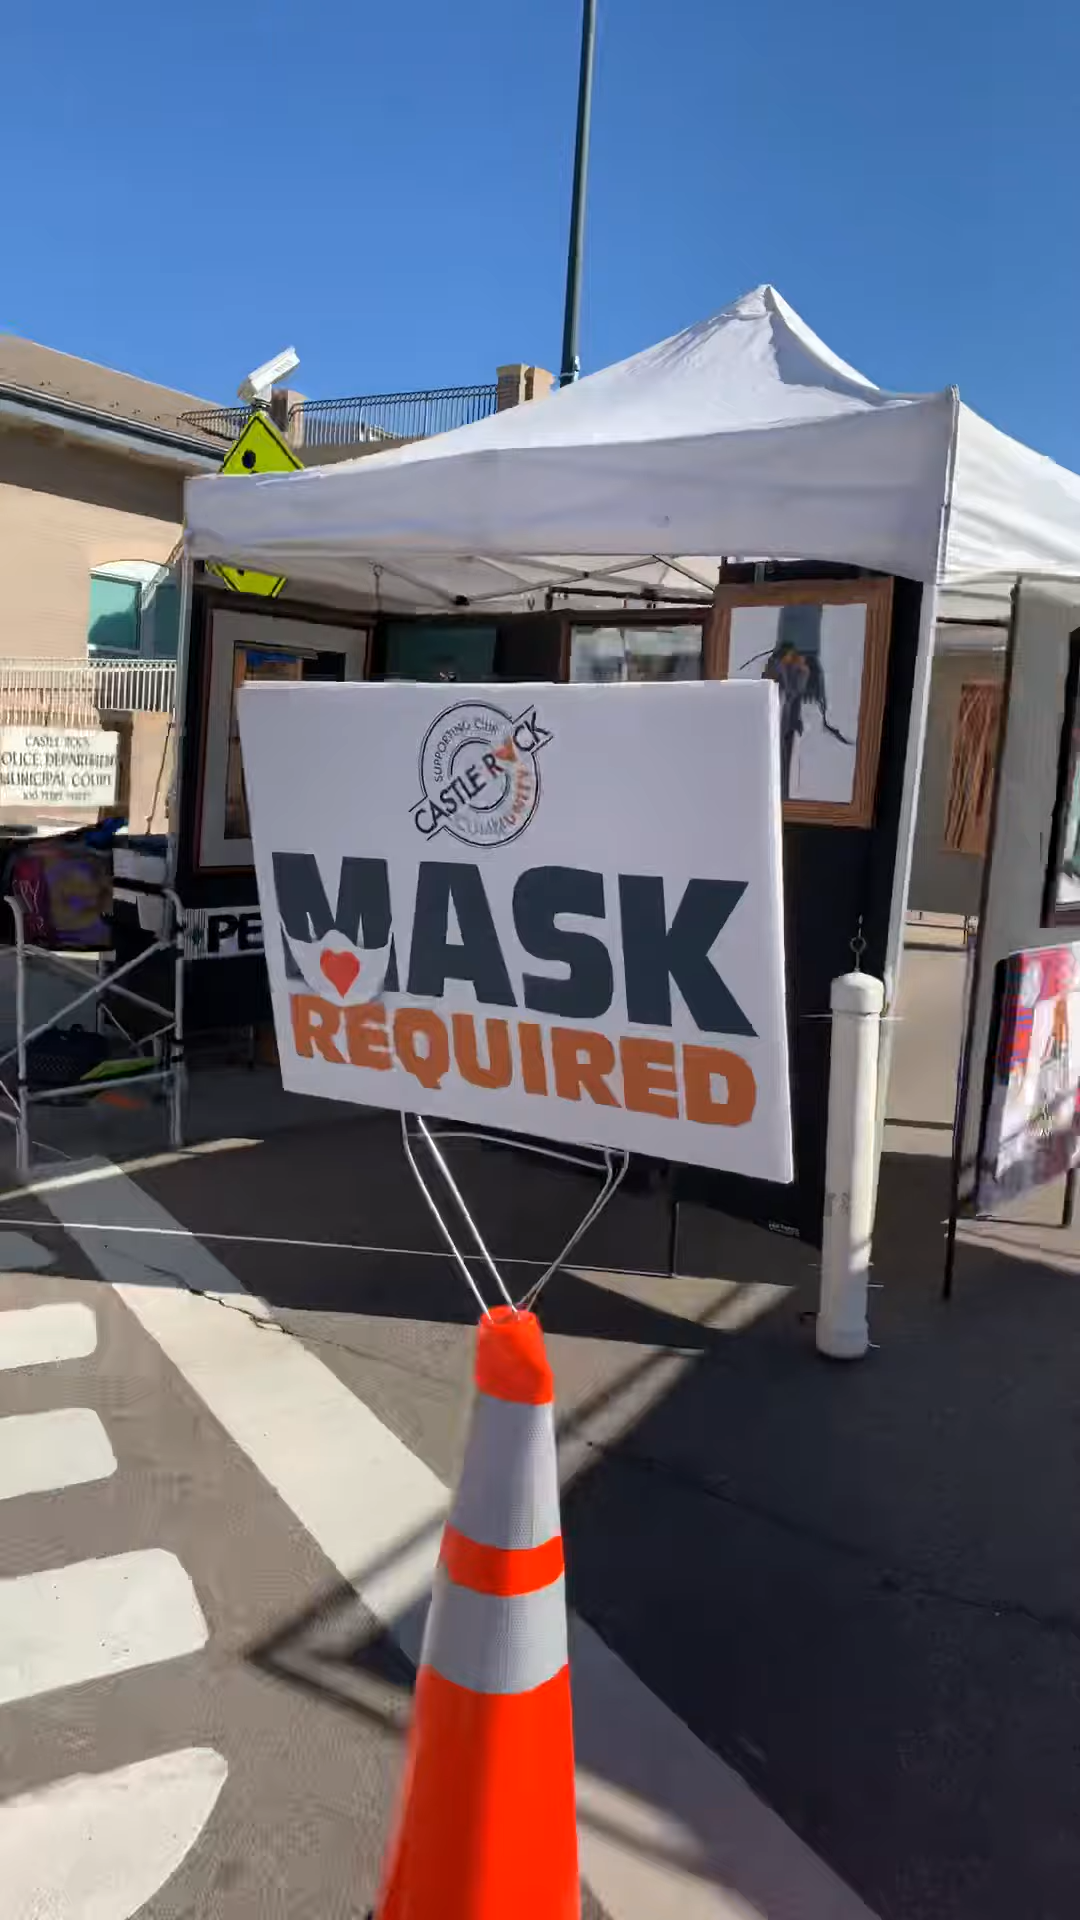 SUPPORTING OUR
CASTLE ROCK
COMMUNITY
MASK
REQUIRED
CASTLE ROCK
POLICE DEPARTMENT
MUNICIPAL COURT
PE